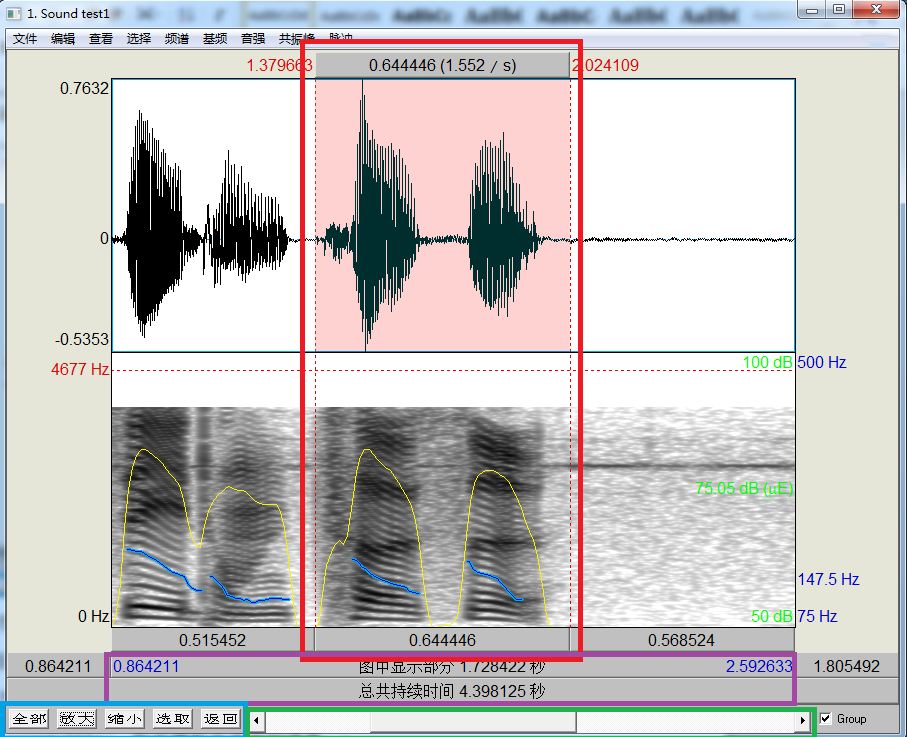 1. Sound test1
文件 编辑 查看 选择 频谱 基频 音强 共振峰 脉冲
1.379663 0.644446 (1.552 / s) 2.024109
0.7632
0
-0.5353
4677 Hz 100 dB 500 Hz
75.05 dB (µE)
147.5 Hz
0 Hz 50 dB 75 Hz
0.515452 0.644446 0.568524
0.864211 0.864211 图中显示部分 1.728422 秒 2.592633 1.805492
总共持续时间 4.398125 秒
全部 放大 缩小 选取 返回 Group